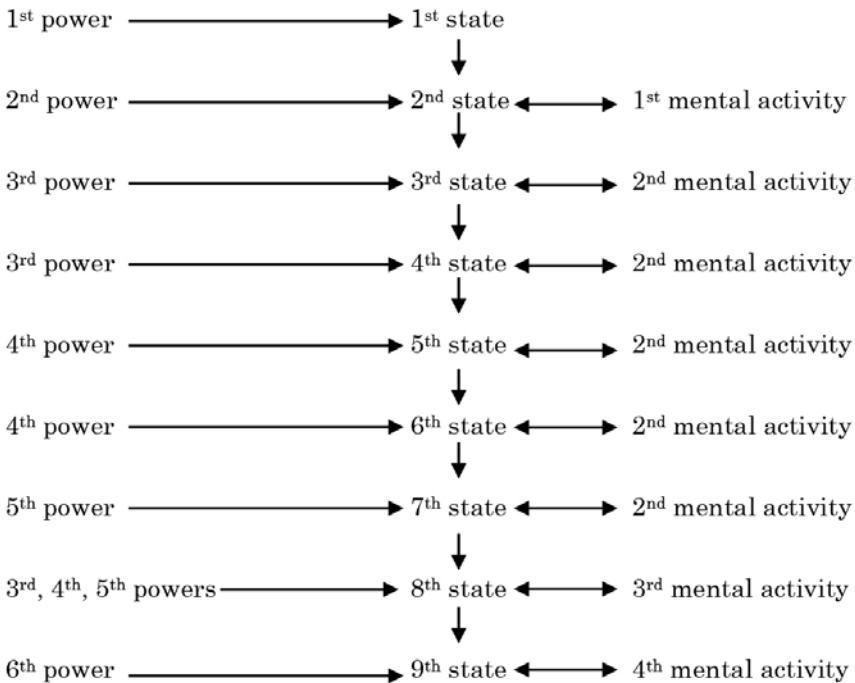 1st power 1st state
2nd power 2nd state 1st mental activity
3rd power 3rd state 2nd mental activity
3rd power 4th state 2nd mental activity
4th power 5th state 2nd mental activity
4th power 6th state 2nd mental activity
5th power 7th state 2nd mental activity
3rd, 4th, 5th powers 8th state 3rd mental activity
6th power 9th state 4th mental activity